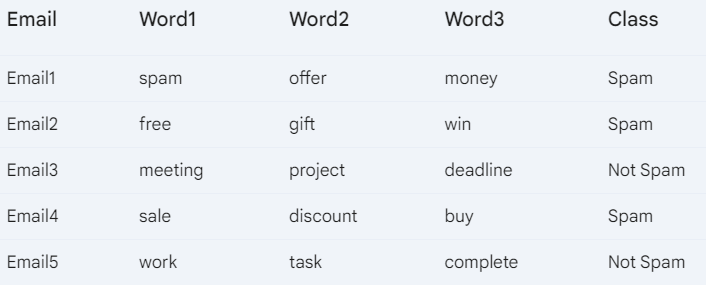 Email Word1 Word2 Word3 Class
Email1 spam offer money Spam
Email2 free gift win Spam
Email3 meeting project deadline Not Spam
Email4 sale discount buy Spam
Email5 work task complete Not Spam